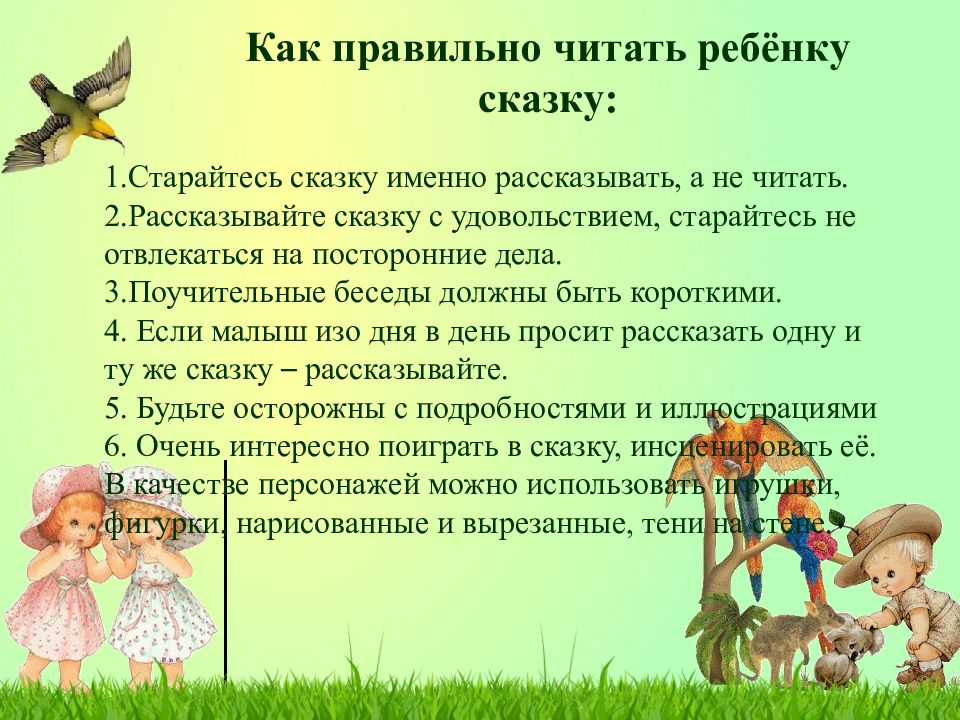 Как правильно читать ребёнку
сказку:
1.Старайтесь сказку именно рассказывать, а не читать.
2.Рассказывайте сказку с удовольствием, старайтесь не
отвлекаться на посторонние дела.
3.Поучительные беседы должны быть короткими.
4. Если малыш изо дня в день просит рассказать одну и
ту же сказку – рассказывайте.
5. Будьте осторожны с подробностями и иллюстрациями
6. Очень интересно поиграть в сказку, инсценировать её.
В качестве персонажей можно использовать игрушки,
фигурки, нарисованные и вырезанные, тени на стене.